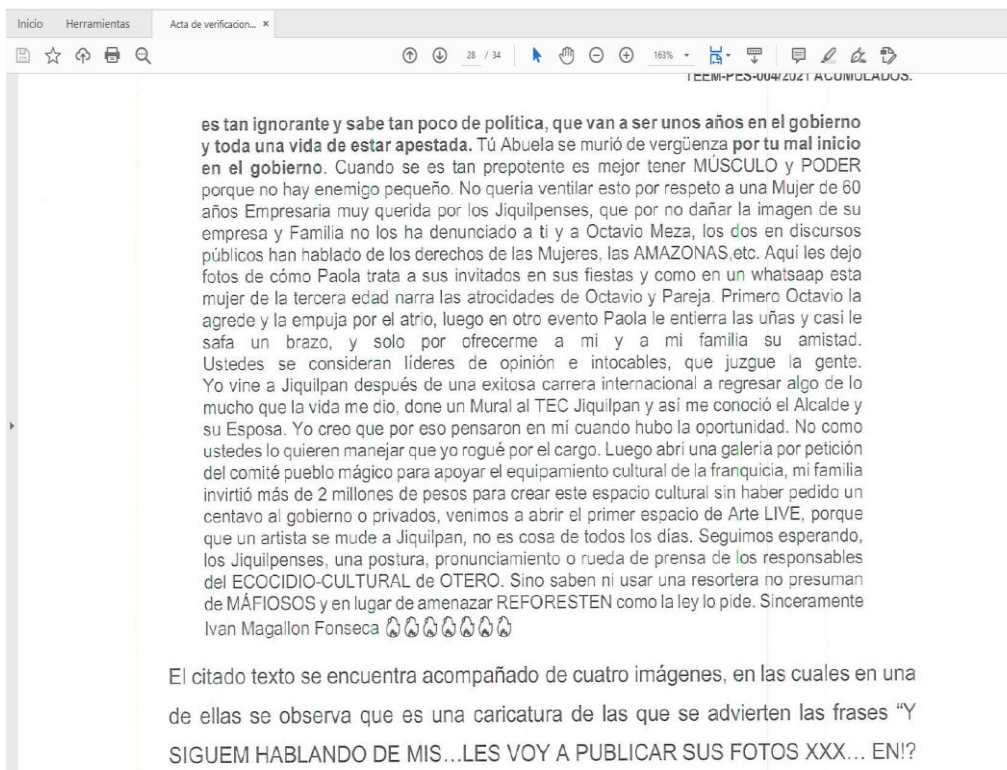 Inicio Herramientas Acta de verificacion... ×
28 / 34 163%
TEEM-PES-004/2021 ACUMULADOS.
es tan ignorante y sabe tan poco de política, que van a ser unos años en el gobierno
y toda una vida de estar apestada. Tú Abuela se murió de vergüenza por tu mal inicio
en el gobierno. Cuando se es tan prepotente es mejor tener MÚSCULO y PODER
porque no hay enemigo pequeño. No quería ventilar esto por respeto a una Mujer de 60
años Empresaria muy querida por los Jiquilpenses, que por no dañar la imagen de su
empresa y Familia no los ha denunciado a ti y a Octavio Meza, los dos en discursos
públicos han hablado de los derechos de las Mujeres, las AMAZONAS,etc. Aquí les dejo
fotos de cómo Paola trata a sus invitados en sus fiestas y como en un whatsaap esta
mujer de la tercera edad narra las atrocidades de Octavio y Pareja. Primero Octavio la
agrede y la empuja por el atrio, luego en otro evento Paola le entierra las uñas y casi le
safa un brazo, y solo por ofrecerme a mi y a mi familia su amistad.
Ustedes se consideran líderes de opinión e intocables, que juzgue la gente.
Yo vine a Jiquilpan después de una exitosa carrera internacional a regresar algo de lo
mucho que la vida me dio, done un Mural al TEC Jiquilpan y así me conoció el Alcalde y
su Esposa. Yo creo que por eso pensaron en mí cuando hubo la oportunidad. No como
ustedes lo quieren manejar que yo rogué por el cargo. Luego abrí una galería por petición
del comité pueblo mágico para apoyar el equipamiento cultural de la franquicia, mi familia
invirtió más de 2 millones de pesos para crear este espacio cultural sin haber pedido un
centavo al gobierno o privados, venimos a abrir el primer espacio de Arte LIVE, porque
que un artista se mude a Jiquilpan, no es cosa de todos los días. Seguimos esperando,
los Jiquilpenses, una postura, pronunciamiento o rueda de prensa de los responsables
del ECOCIDIO-CULTURAL de OTERO. Sino saben ni usar una resortera no presuman
de MÁFIOSOS y en lugar de amenazar REFORESTEN como la ley lo pide. Sinceramente
Ivan Magallon Fonseca
El citado texto se encuentra acompañado de cuatro imágenes, en las cuales en una
de ellas se observa que es una caricatura de las que se advierten las frases “Y
SIGUEM HABLANDO DE MIS...LES VOY A PUBLICAR SUS FOTOS XXX... EN!?